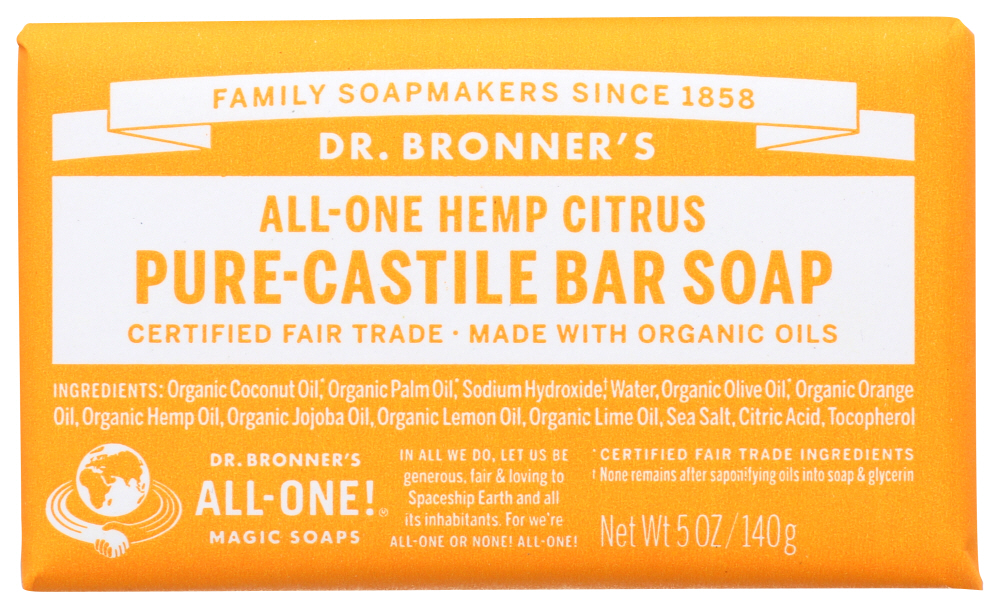 FAMILY SOAPMAKERS SINCE 1858
DR. BRONNER'S
ALL-ONE HEMP CITRUS
PURE-CASTILE BAR SOAP
CERTIFIED FAIR TRADE · MADE WITH ORGANIC OILS
INGREDIENTS: Organic Coconut Oil,* Organic Palm Oil,* Sodium Hydroxide,† Water, Organic Olive Oil,* Organic Orange
Oil, Organic Hemp Oil, Organic Jojoba Oil, Organic Lemon Oil, Organic Lime Oil, Sea Salt, Citric Acid, Tocopherol
DR. BRONNER'S
ALL-ONE!®
MAGIC SOAPS
IN ALL WE DO, LET US BE
generous, fair & loving to
Spaceship Earth and all
its inhabitants. For we're
ALL-ONE OR NONE! ALL-ONE!
* CERTIFIED FAIR TRADE INGREDIENTS
† None remains after saponifying oils into soap & glycerin
Net Wt 5 OZ/140g